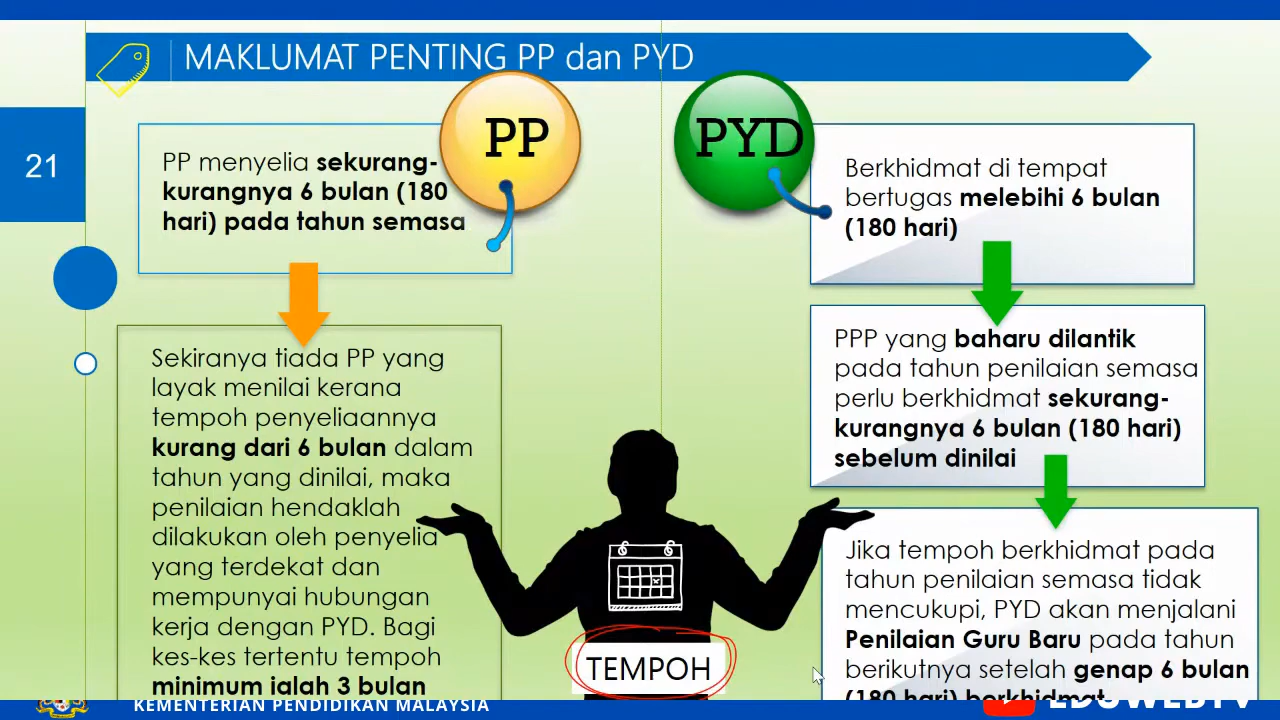 MAKLUMAT PENTING PP dan PYD
21
PP
PP menyelia sekurang-
kurangnya 6 bulan (180
hari) pada tahun semasa
Sekiranya tiada PP yang
layak menilai kerana
tempoh penyeliaannya
kurang dari 6 bulan dalam
tahun yang dinilai, maka
penilaian hendaklah
dilakukan oleh penyelia
yang terdekat dan
mempunyai hubungan
kerja dengan PYD. Bagi
kes-kes tertentu tempoh
minimum ialah 3 bulan
PYD
Berkhidmat di tempat
bertugas melebihi 6 bulan
(180 hari)
PPP yang baharu dilantik
pada tahun penilaian semasa
perlu berkhidmat sekurang-
kurangnya 6 bulan (180 hari)
sebelum dinilai
Jika tempoh berkhidmat pada
tahun penilaian semasa tidak
mencukupi, PYD akan menjalani
Penilaian Guru Baru pada tahun
berikutnya setelah genap 6 bulan
(180 hari) berkhidmat
TEMPOH
KEMENTERIAN PENDIDIKAN MALAYSIA
EDUWEBTV